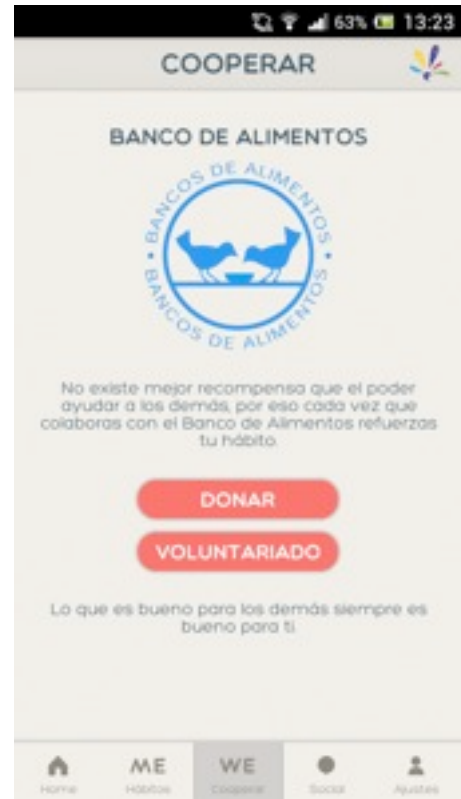 63% 13:23
COOPERAR
BANCO DE ALIMENTOS
• BANCOS DE ALIMENTOS •
BANCOS DE ALIMENTOS
No existe mejor recompensa que el poder
ayudar a los demás, por eso cada vez que
colaboras con el Banco de Alimentos refuerzas
tu hábito.
DONAR
VOLUNTARIADO
Lo que es bueno para los demás siempre es
bueno para ti.
ME WE
Home Hábitos Cooperar Social Ajustes